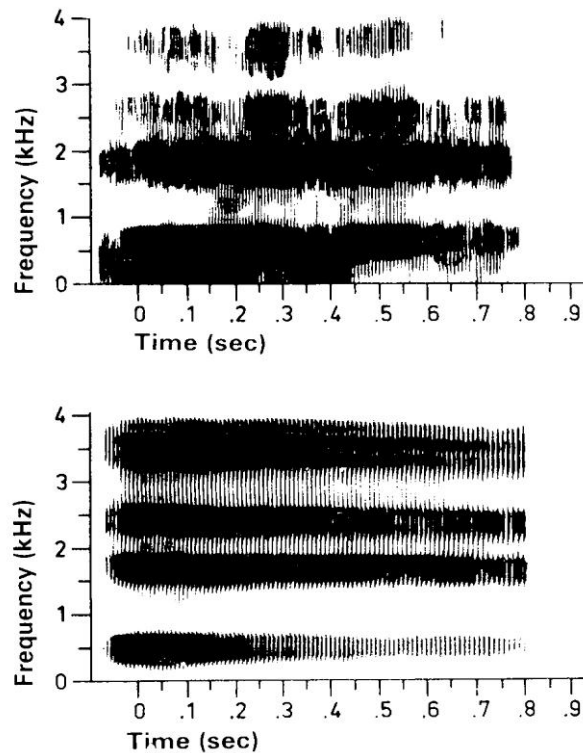 4
3
2
1
0
Frequency (kHz)
0 .1 .2 .3 .4 .5 .6 .7 .8 .9
Time (sec)
4
3
2
1
0
Frequency (kHz)
0 .1 .2 .3 .4 .5 .6 .7 .8 .9
Time (sec)